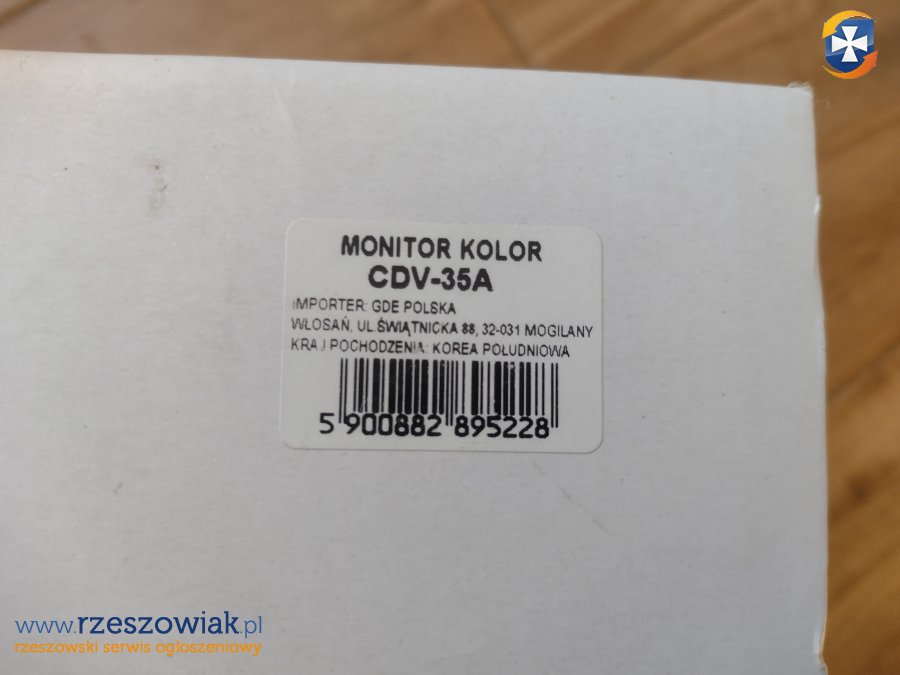 MONITOR KOLOR
CDV-35A
IMPORTER: GDE POLSKA
WŁOSAŃ, UL.ŚWIĄTNICKA 88, 32-031 MOGILANY
KRAJ POCHODZENIA: KOREA POŁUDNIOWA
5 900882 895228
www.rzeszowiak.pl
rzeszowski serwis ogłoszeniowy